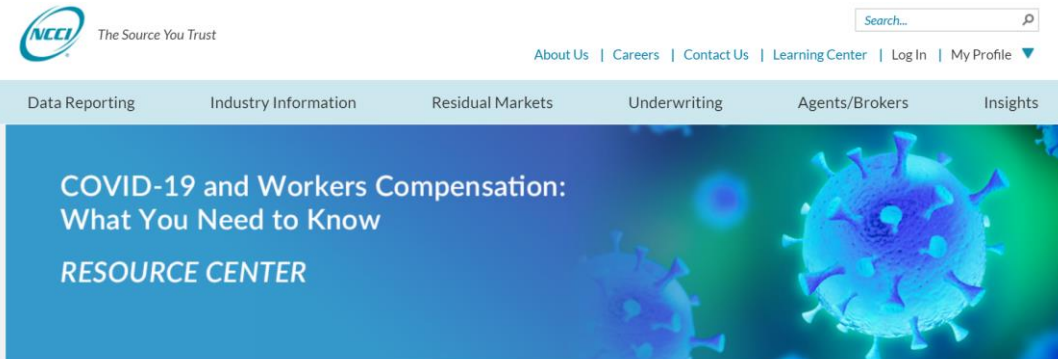 NCCI
The Source You Trust
Search...
About Us | Careers | Contact Us | Learning Center | Log In | My Profile ▼
Data Reporting Industry Information Residual Markets Underwriting Agents/Brokers Insights
COVID-19 and Workers Compensation:
What You Need to Know
RESOURCE CENTER